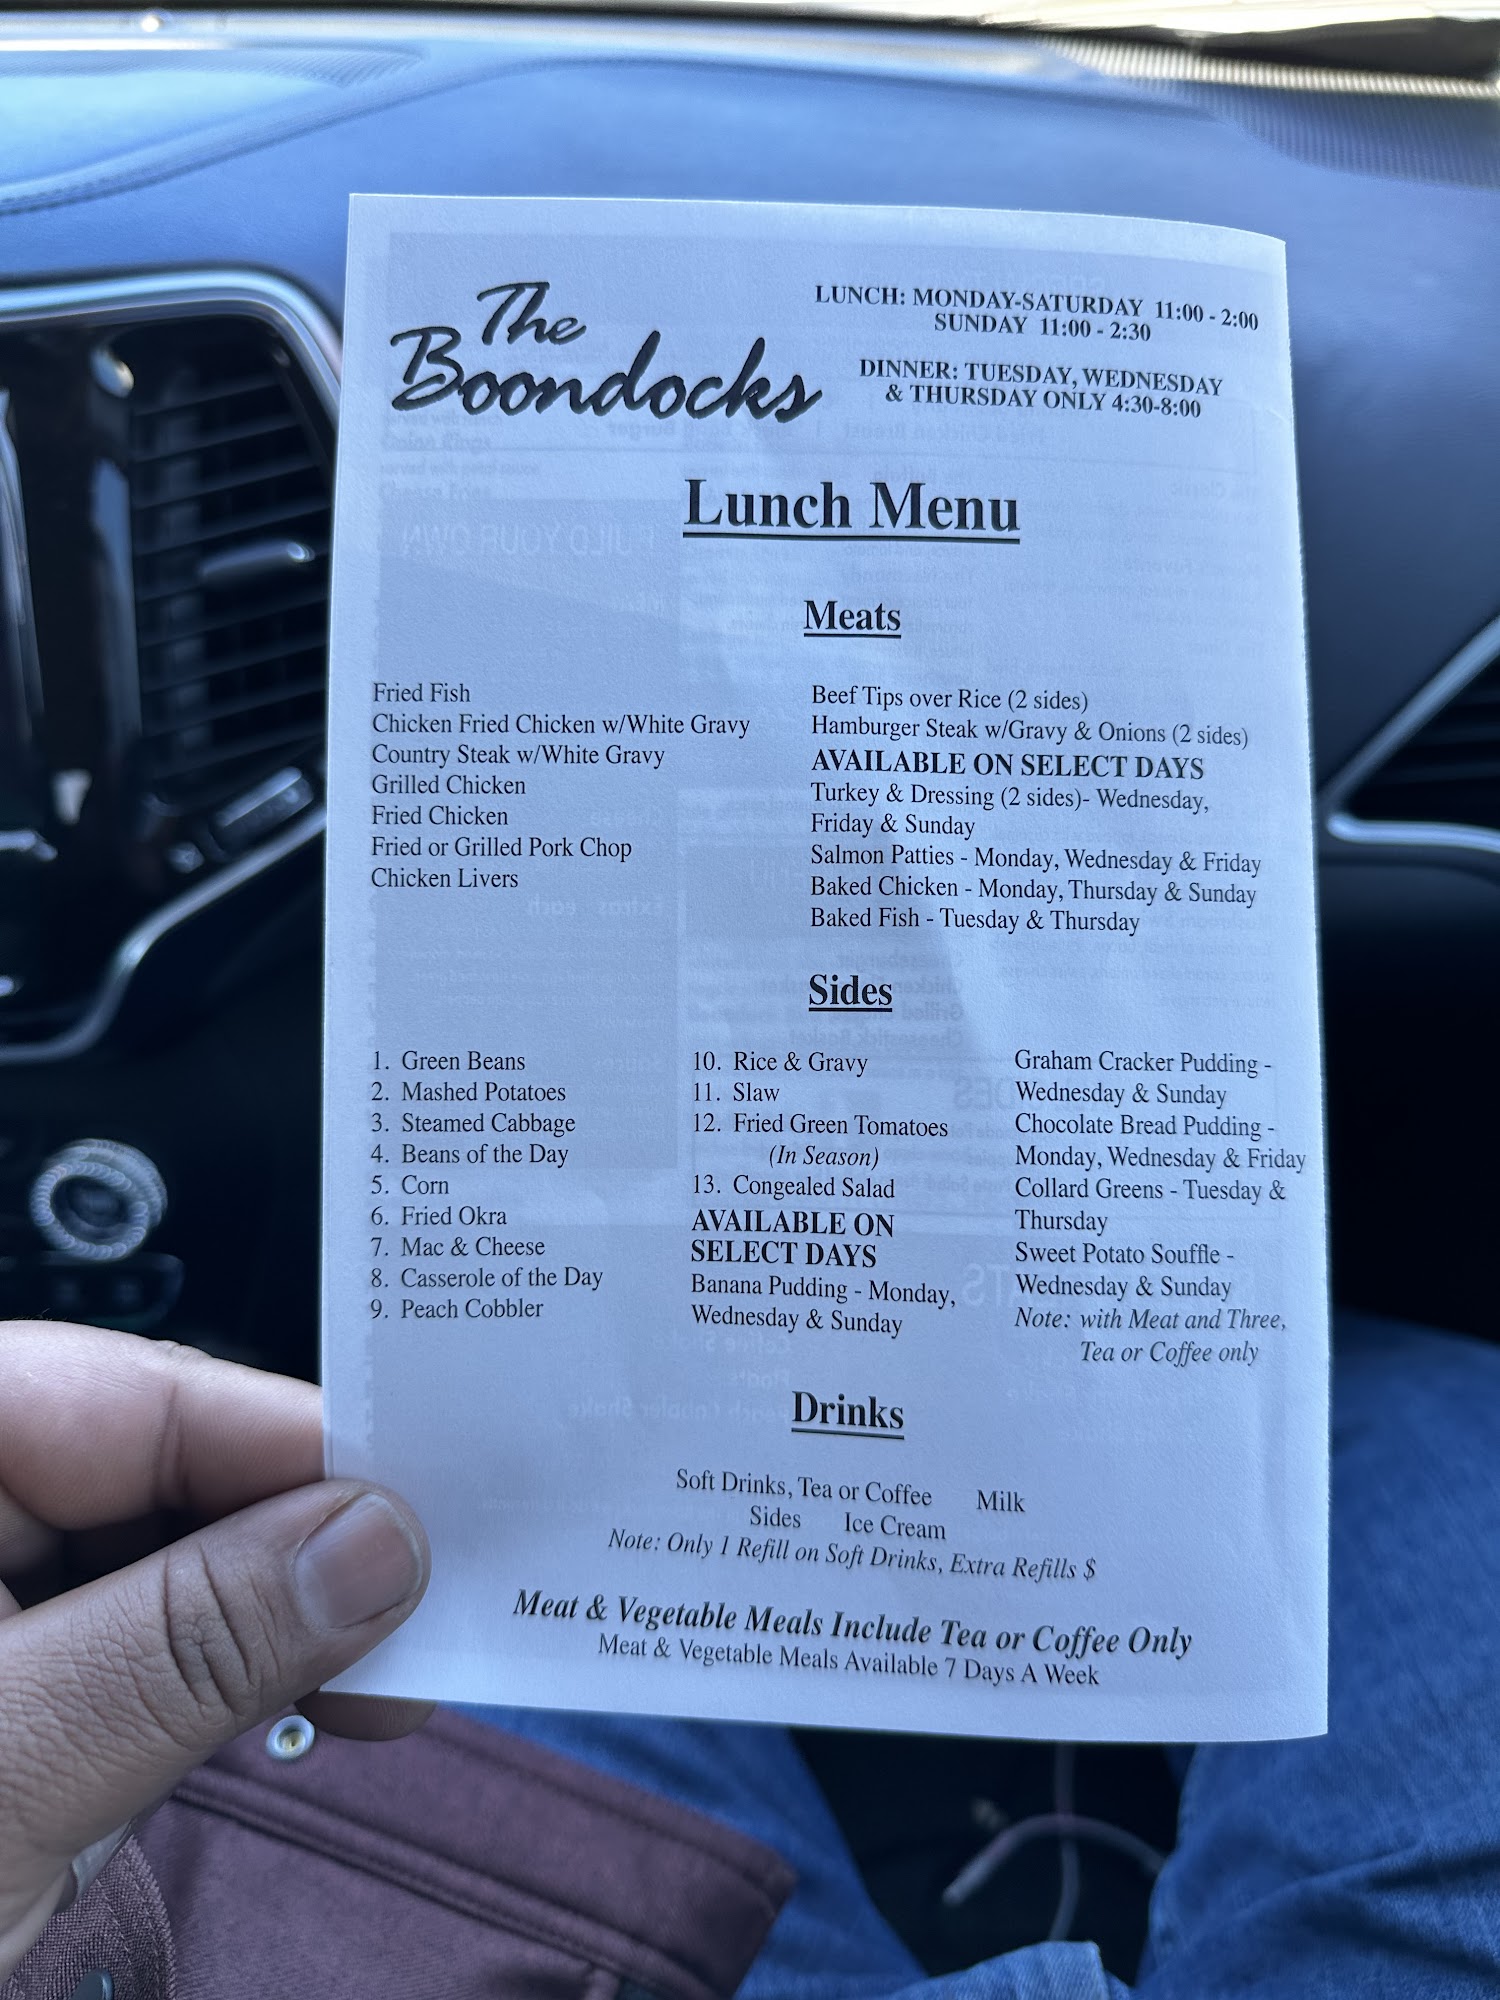 The
Boondocks
LUNCH: MONDAY-SATURDAY 11:00 - 2:00
SUNDAY 11:00 - 2:30
DINNER: TUESDAY, WEDNESDAY
& THURSDAY ONLY 4:30-8:00
Lunch Menu
Meats
Fried Fish
Chicken Fried Chicken w/White Gravy
Country Steak w/White Gravy
Grilled Chicken
Fried Chicken
Fried or Grilled Pork Chop
Chicken Livers
Beef Tips over Rice (2 sides)
Hamburger Steak w/Gravy & Onions (2 sides)
AVAILABLE ON SELECT DAYS
Turkey & Dressing (2 sides)- Wednesday,
Friday & Sunday
Salmon Patties - Monday, Wednesday & Friday
Baked Chicken - Monday, Thursday & Sunday
Baked Fish - Tuesday & Thursday
Sides
1. Green Beans
2. Mashed Potatoes
3. Steamed Cabbage
4. Beans of the Day
5. Corn
6. Fried Okra
7. Mac & Cheese
8. Casserole of the Day
9. Peach Cobbler
10. Rice & Gravy
11. Slaw
12. Fried Green Tomatoes
(In Season)
13. Congealed Salad
AVAILABLE ON
SELECT DAYS
Banana Pudding - Monday,
Wednesday & Sunday
Graham Cracker Pudding -
Wednesday & Sunday
Chocolate Bread Pudding -
Monday, Wednesday & Friday
Collard Greens - Tuesday &
Thursday
Sweet Potato Souffle -
Wednesday & Sunday
Note: with Meat and Three,
Tea or Coffee only
Drinks
Soft Drinks, Tea or Coffee Milk
Sides Ice Cream
Note: Only 1 Refill on Soft Drinks, Extra Refills $
Meat & Vegetable Meals Include Tea or Coffee Only
Meat & Vegetable Meals Available 7 Days A Week